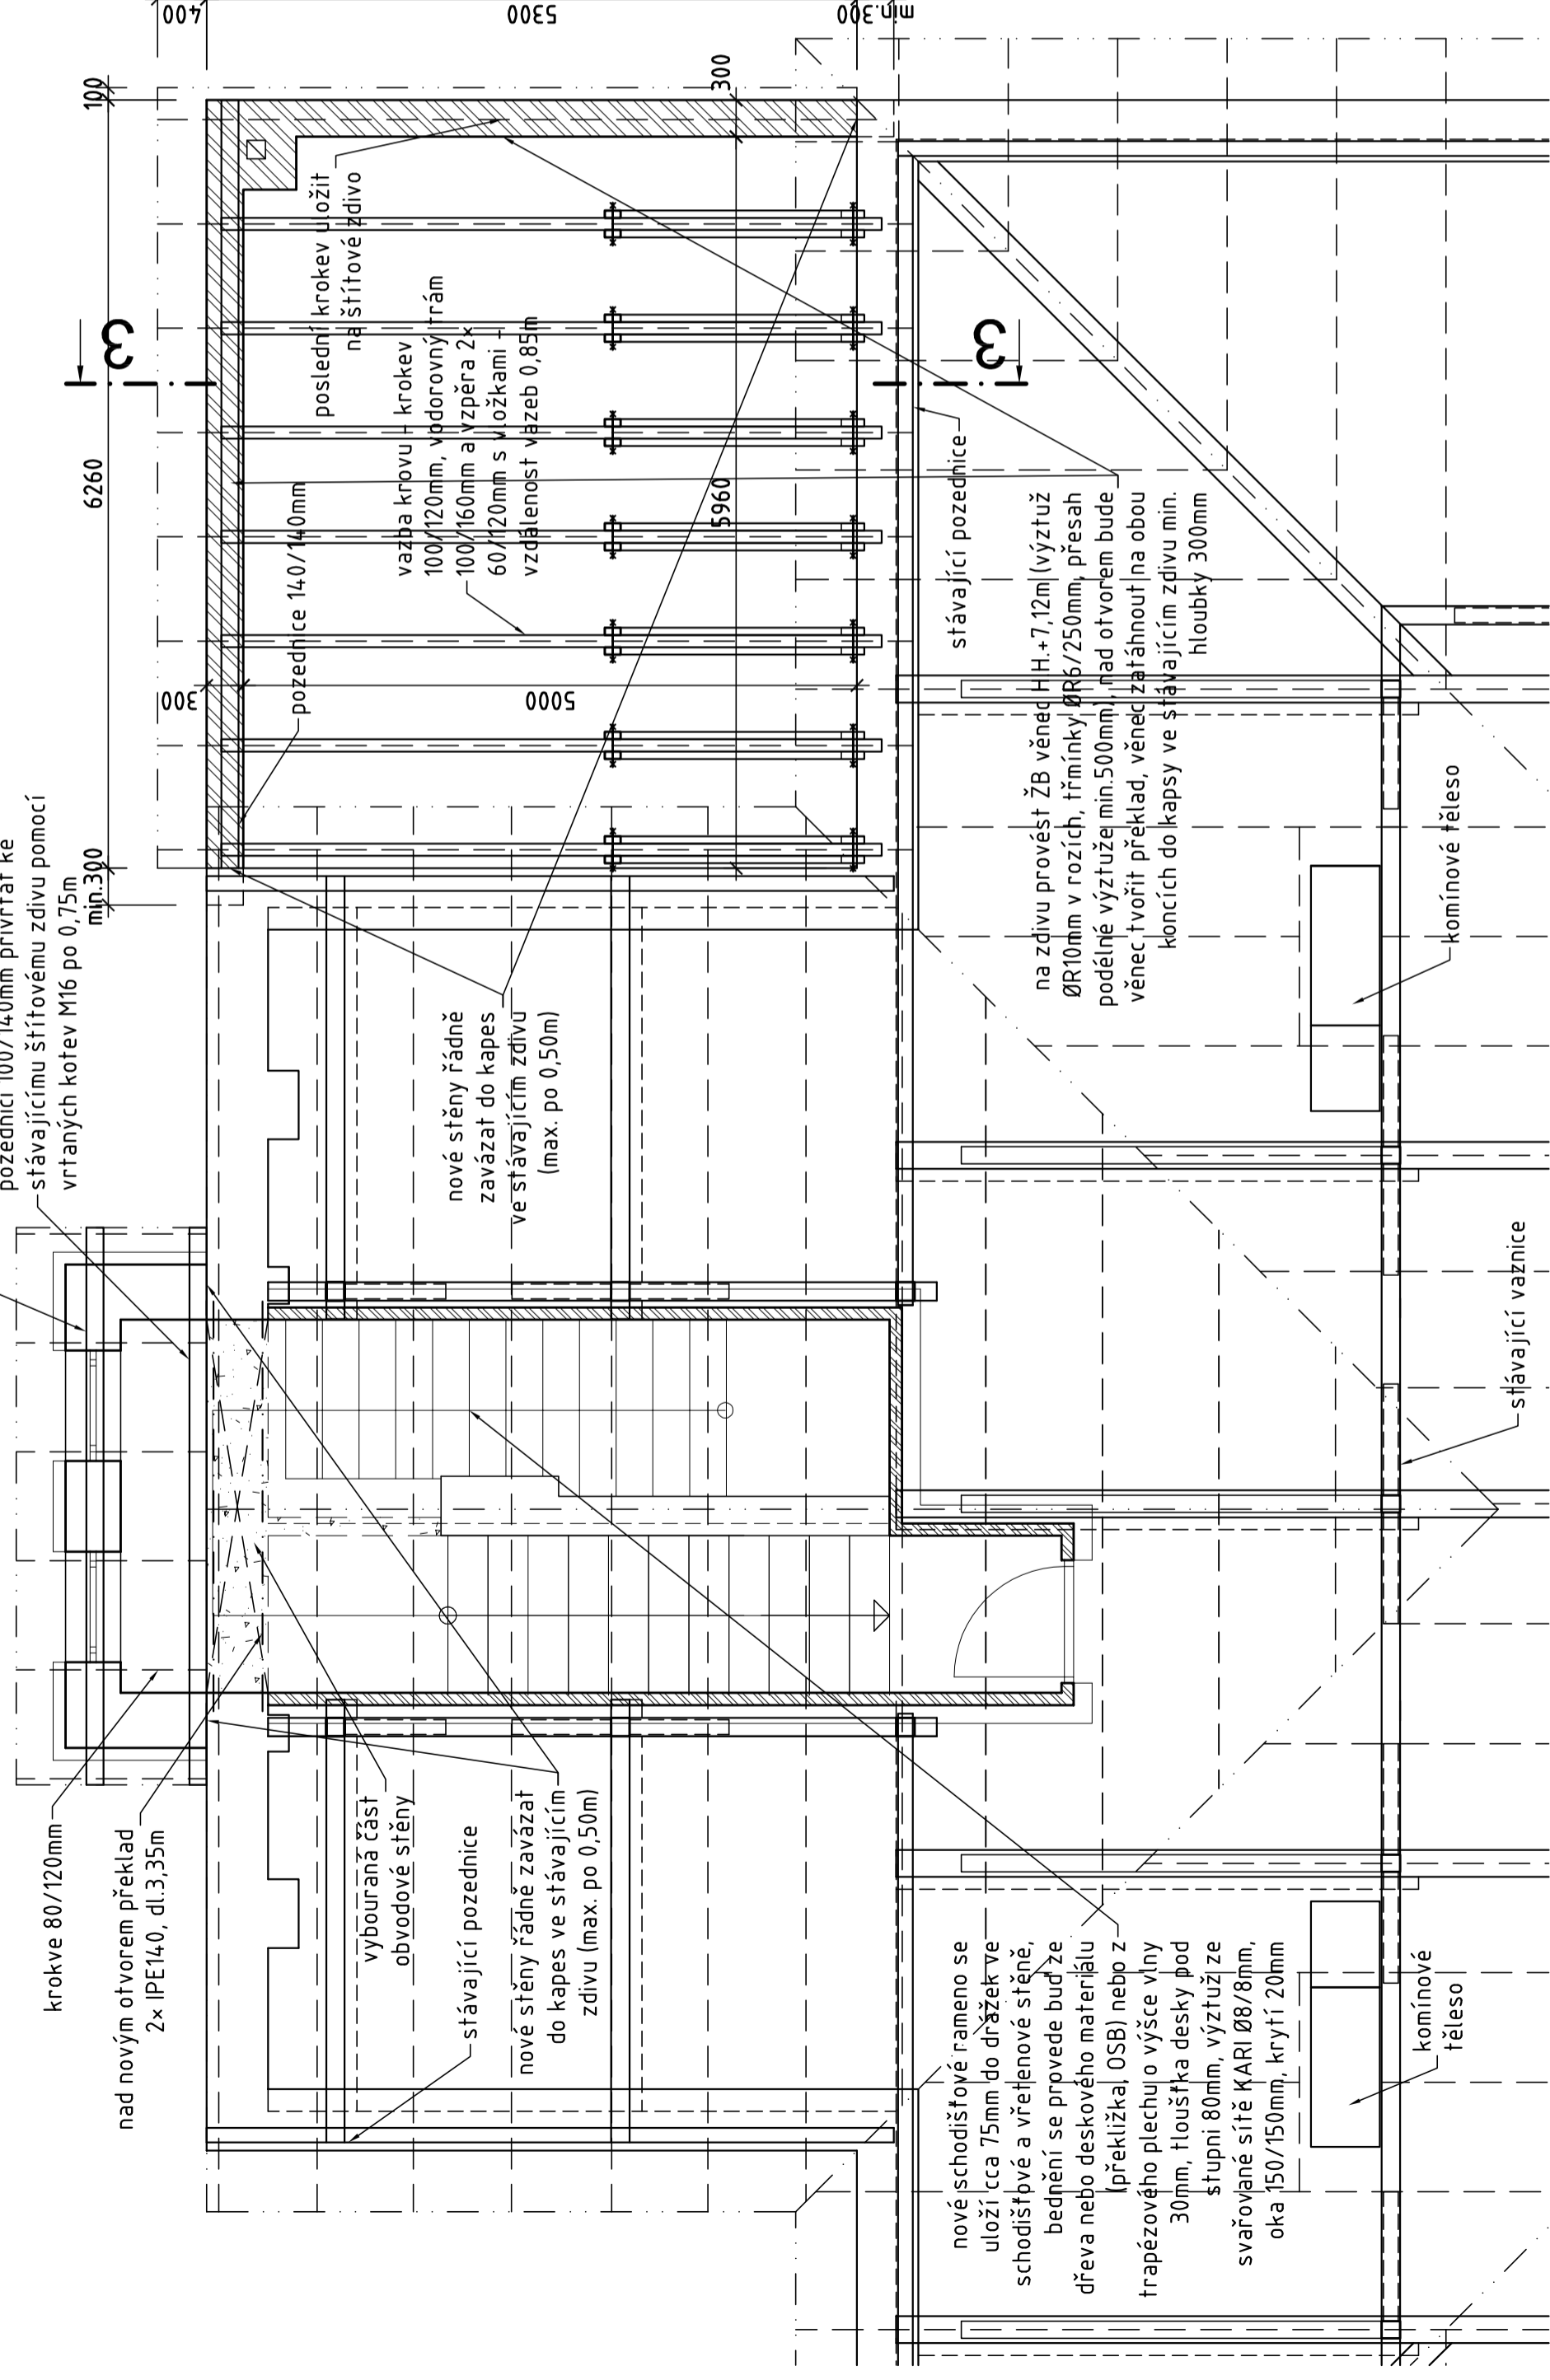 pozednici 100/140mm přivrtat ke
stávajícímu štítovému zdivu pomocí
vrtaných kotev M16 po 0,75m
krokve 80/120mm
nad novým otvorem překlad
2× IPE140, dl.3,35m
vybouraná část
obvodové stěny
stávající pozednice
nové stěny řádně zavázat
do kapes ve stávajícím
zdivu (max. po 0,50m)
nové schodišťové rameno se
uloží cca 75mm do drážek ve
schodišťové a vřetenové stěně,
bednění se provede buď ze
dřeva nebo deskového materiálu
(překližka, OSB) nebo z
trapézového plechu o výšce vlny
30mm, tloušťka desky pod
stupni 80mm, výztuž ze
svařované sítě KARI Ø8/8mm,
oka 150/150mm, krytí 20mm
komínové
těleso
nové stěny řádně
zavázat do kapes
ve stávajícím zdivu
(max. po 0,50m)
stávající vaznice
komínové těleso
pozednice 140/140mm
vazba krovu - krokev
100/120mm, vodorovný trám
100/160mm a vzpěra 2×
60/120mm s vložkami -
vzdálenost vazeb 0,85m
poslední krokev uložit
na štítové zdivo
stávající pozednice
na zdivu provést ŽB věnec HH.+7,12m (výztuž
ØR10mm v rozích, třmínky ØR6/250mm, přesah
podélné výztuže min.500mm), nad otvorem bude
věnec tvořit překlad, věnec zatáhnout na obou
koncích do kapsy ve stávajícím zdivu min.
hloubky 300mm
min.300
6260
100
300
5960
300
5000
400
5300
min.300
3
3